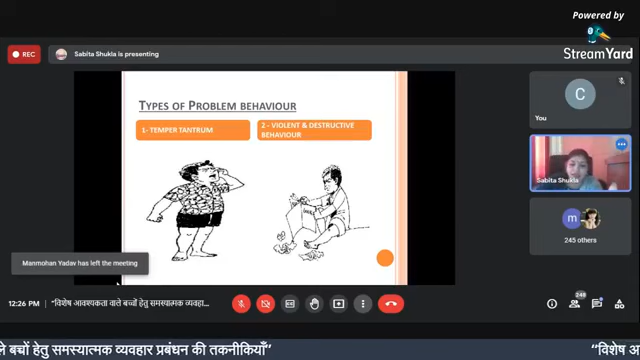 Powered by
StreamYard
REC
Sabita Shukla is presenting
TYPES OF PROBLEM BEHAVIOUR
1- TEMPER TANTRUM
2 - VIOLENT & DESTRUCTIVE
BEHAVIOUR
C
You
Sabita Shukla
m
245 others
Manmohan Yadav has left the meeting
12:26 PM
"विशेष आवश्यकता वाले बच्चों हेतु समस्यात्मक व्यवहा...
248
ले बच्चों हेतु समस्यात्मक व्यवहार प्रबंधन की तकनीकियाँ"
"विशेष अ